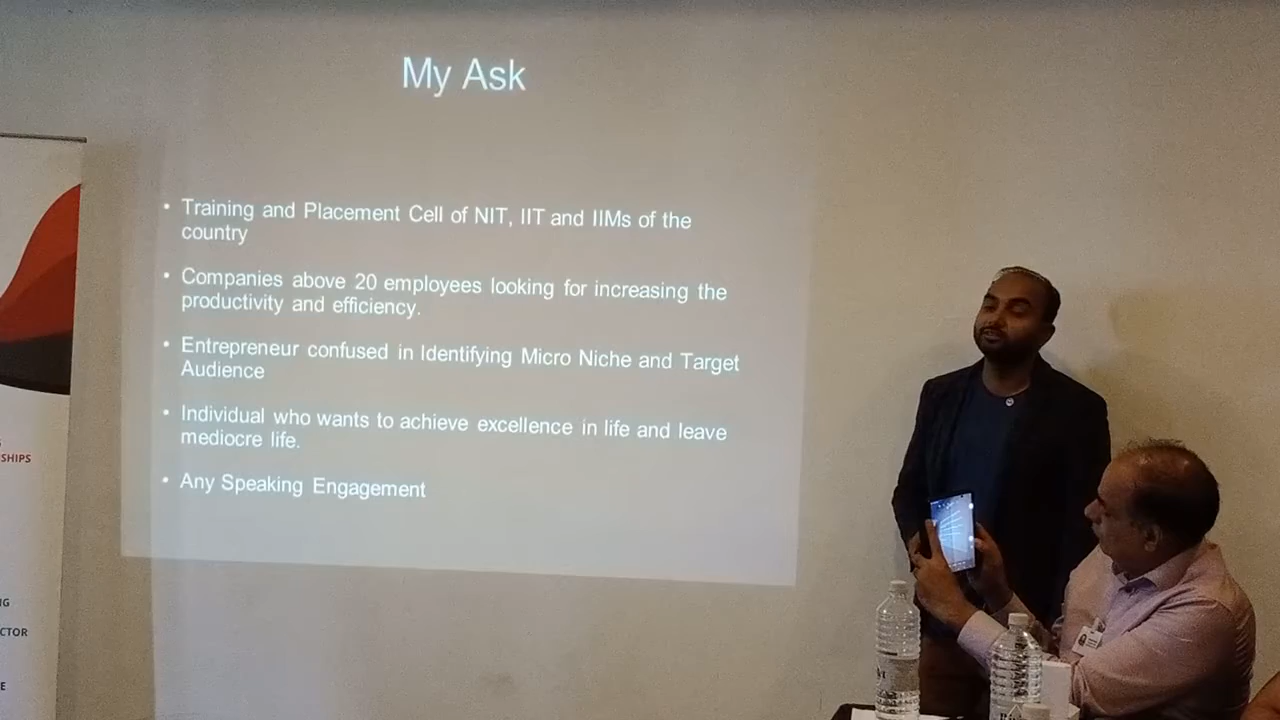 My Ask
• Training and Placement Cell of NIT, IIT and IIMs of the
country
• Companies above 20 employees looking for increasing the
productivity and efficiency.
• Entrepreneur confused in Identifying Micro Niche and Target
Audience
• Individual who wants to achieve excellence in life and leave
mediocre life.
• Any Speaking Engagement
SHIPS
NG
CTOR
E